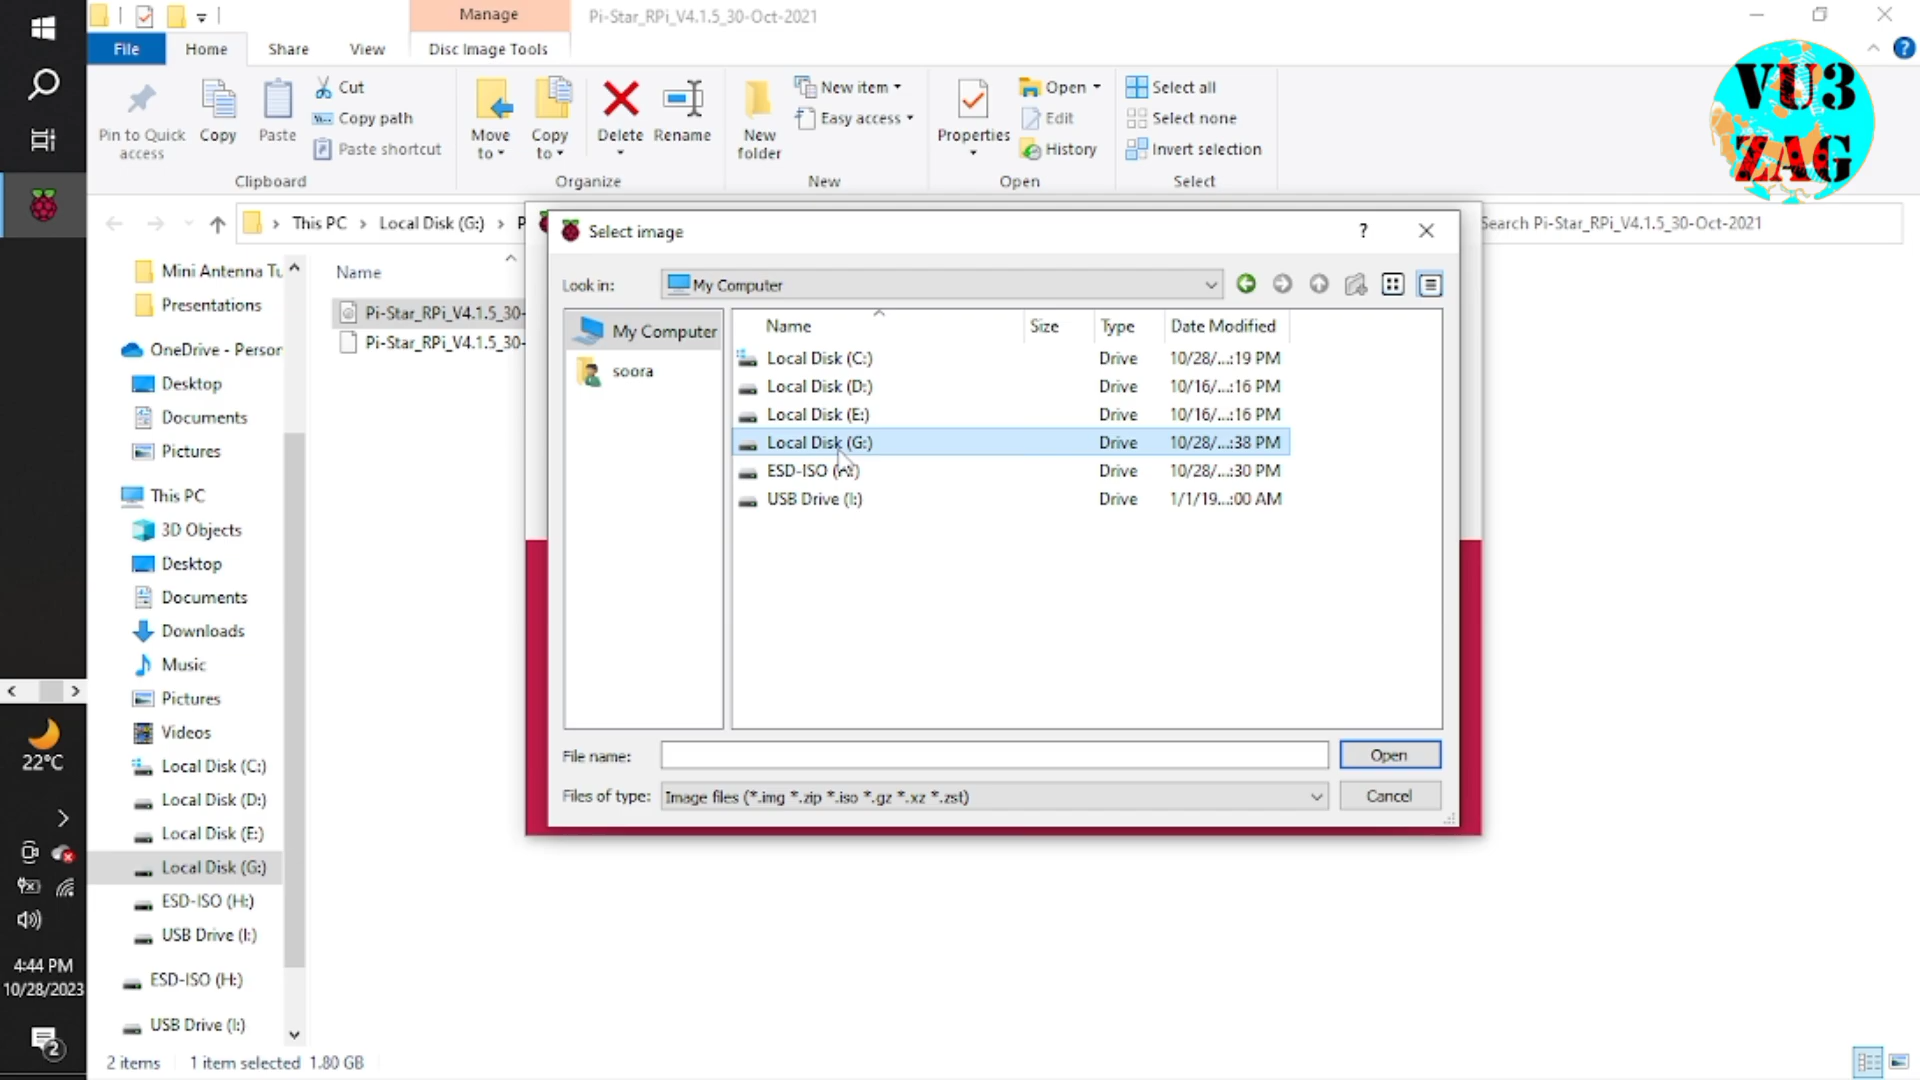 Manage
Pi-Star_RPi_V4.1.5_30-Oct-2021
File
Home
Share
View
Disc Image Tools
Pin to Quick access
Copy
Paste
Cut
Copy path
Paste shortcut
Move to
Copy to
Delete
Rename
New folder
New item
Easy access
Properties
Open
Edit
History
Select all
Select none
Invert selection
Clipboard
Organize
New
Open
Select
VU3
ZAG
This PC
Local Disk (G:)
P
Search Pi-Star_RPi_V4.1.5_30-Oct-2021
Mini Antenna Tu
Presentations
OneDrive - Person
Desktop
Documents
Pictures
This PC
3D Objects
Desktop
Documents
Downloads
Music
Pictures
Videos
Local Disk (C:)
Local Disk (D:)
Local Disk (E:)
Local Disk (G:)
ESD-ISO (H:)
USB Drive (I:)
ESD-ISO (H:)
USB Drive (I:)
Name
Pi-Star_RPi_V4.1.5_30-
Pi-Star_RPi_V4.1.5_30-
Select image
?
Look in:
My Computer
My Computer
soora
Name
Size
Type
Date Modified
Local Disk (C:)
Drive
10/28/...:19 PM
Local Disk (D:)
Drive
10/16/...:16 PM
Local Disk (E:)
Drive
10/16/...:16 PM
Local Disk (G:)
Drive
10/28/...:38 PM
ESD-ISO
Drive
10/28/...:30 PM
USB Drive (I:)
Drive
1/1/19...:00 AM
File name:
Open
Files of type:
Image files (*.img *.zip *.iso *.gz *.xz *.zst)
Cancel
22°C
4:44 PM
10/28/2023
2
2 items
1 item selected 1.80 GB